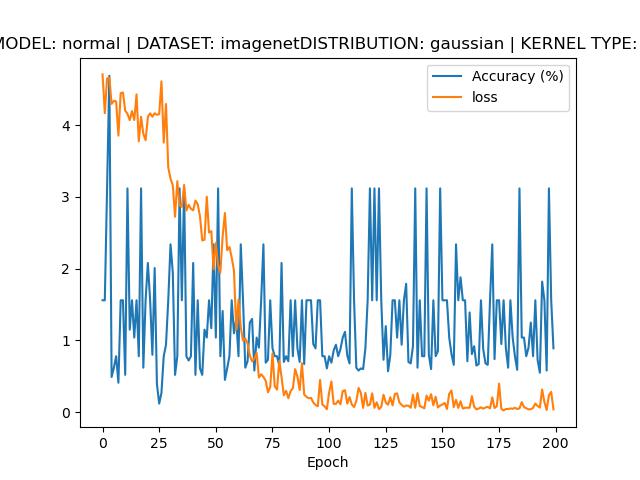 MODEL: normal | DATASET: imagenetDISTRIBUTION: gaussian | KERNEL TYPE:
Accuracy (%)
loss
4
3
2
1
0
0 25 50 75 100 125 150 175 200
Epoch